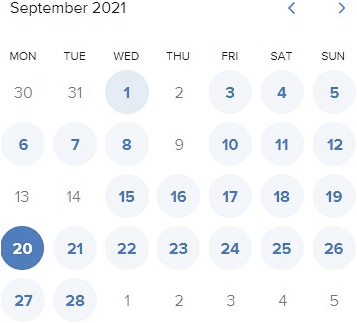 September 2021
MON TUE WED THU FRI SAT SUN
30 31 1 2 3 4 5
6 7 8 9 10 11 12
13 14 15 16 17 18 19
20 21 22 23 24 25 26
27 28 1 2 3 4 5